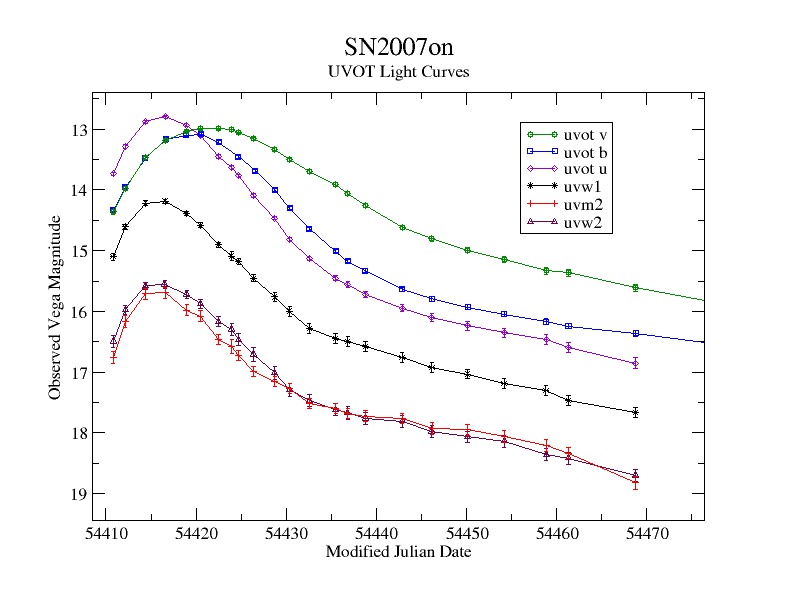 SN2007on
UVOT Light Curves
uvot v
uvot b
uvot u
uvw1
uvm2
uvw2
Observed Vega Magnitude
13
14
15
16
17
18
19
54410 54420 54430 54440 54450 54460 54470
Modified Julian Date